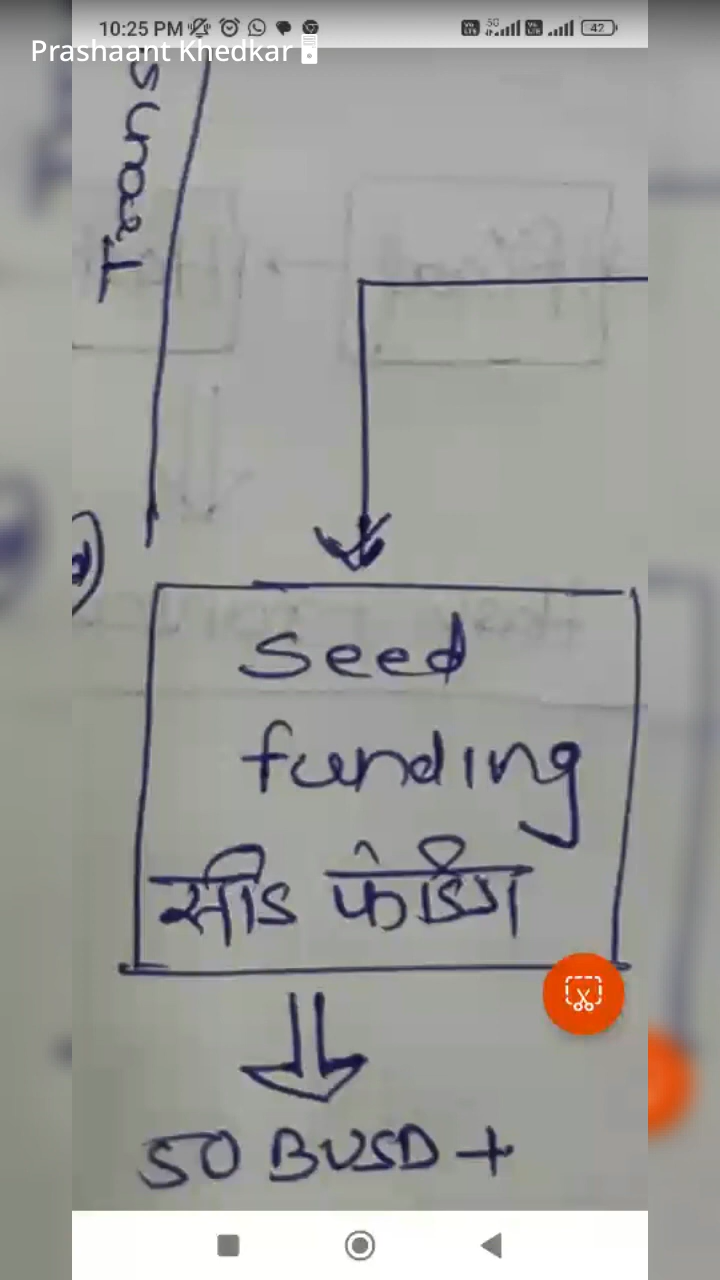 10:25 PM
42
Prashaant Khedkar
Trans
Seed
funding
सीड फंडिंग
50 BUSD +